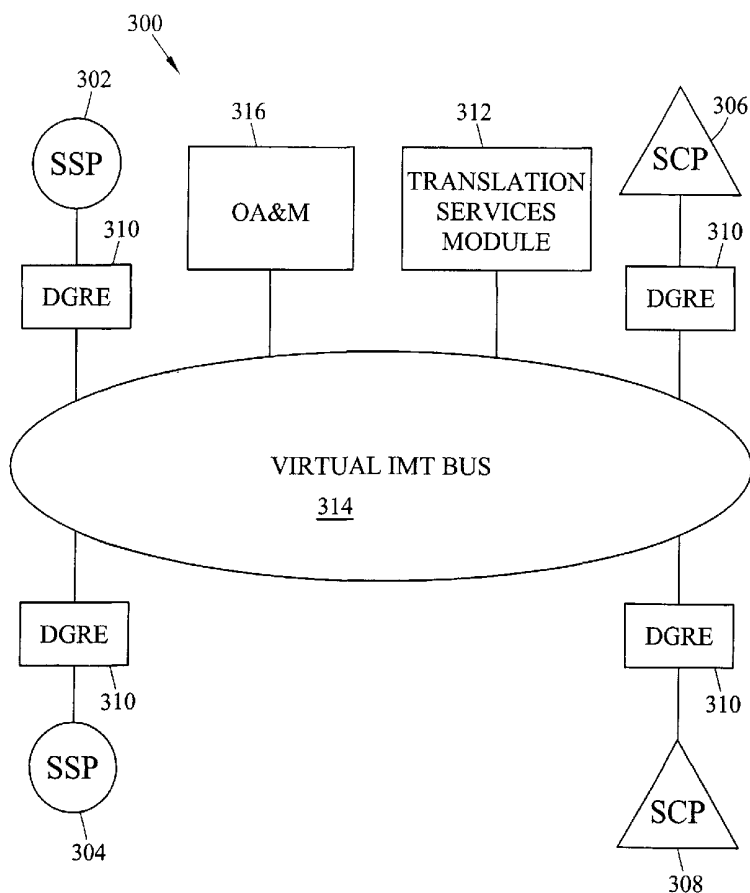 300
302
316
312
306
SSP
SCP
OA&M
TRANSLATION
SERVICES
MODULE
310
310
DGRE
DGRE
VIRTUAL IMT BUS
314
DGRE
DGRE
310
310
SSP
SCP
304
308